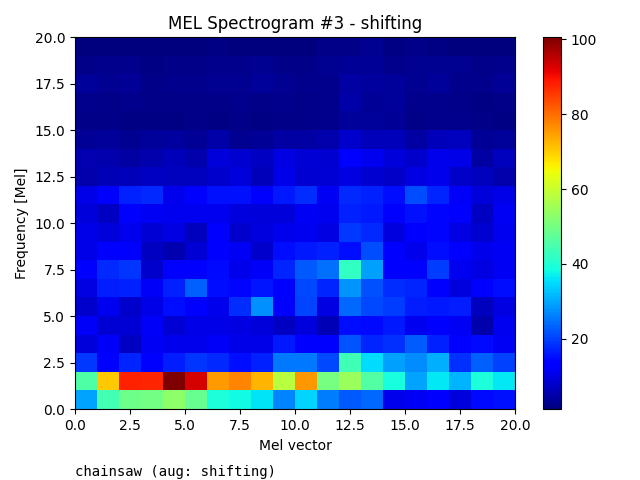 MEL Spectrogram #3 - shifting
20.0
17.5
15.0
12.5
10.0
7.5
5.0
2.5
0.0
Frequency [Mel]
0.0 2.5 5.0 7.5 10.0 12.5 15.0 17.5 20.0
Mel vector
100
80
60
40
20
chainsaw (aug: shifting)